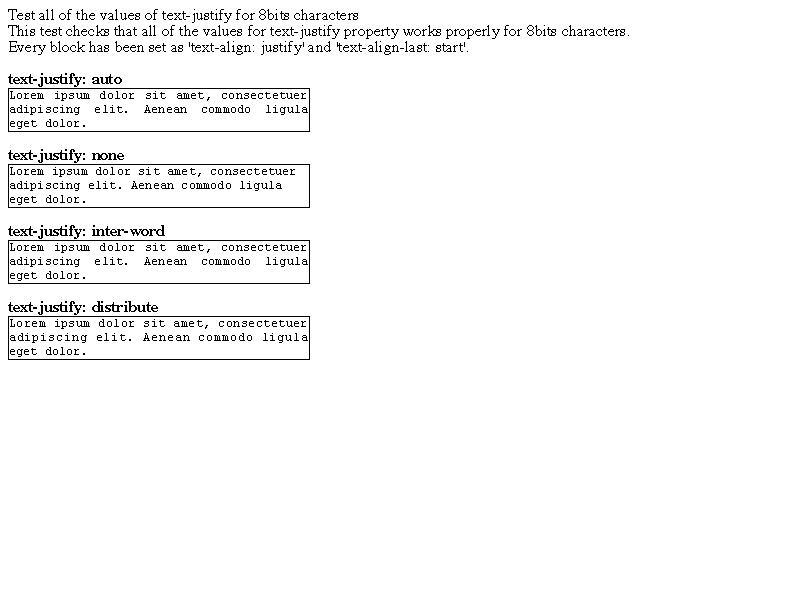 Test all of the values of text-justify for 8bits characters
This test checks that all of the values for text-justify property works properly for 8bits characters.
Every block has been set as 'text-align: justify' and 'text-align-last: start'.
text-justify: auto
Lorem ipsum dolor sit amet, consectetuer
adipiscing elit. Aenean commodo ligula
eget dolor.
text-justify: none
Lorem ipsum dolor sit amet, consectetuer
adipiscing elit. Aenean commodo ligula
eget dolor.
text-justify: inter-word
Lorem ipsum dolor sit amet, consectetuer
adipiscing elit. Aenean commodo ligula
eget dolor.
text-justify: distribute
Lorem ipsum dolor sit amet, consectetuer
adipiscing elit. Aenean commodo ligula
eget dolor.